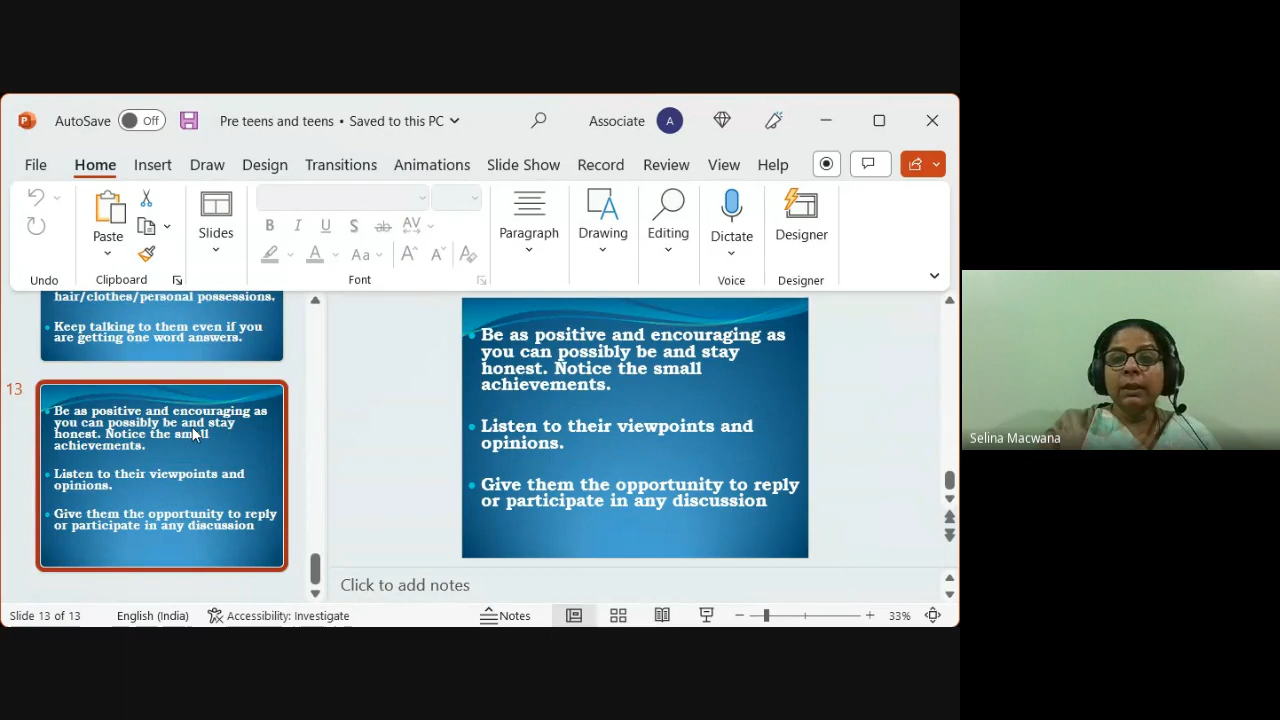 AutoSave Off Pre teens and teens • Saved to this PC Associate A
File Home Insert Draw Design Transitions Animations Slide Show Record Review View Help
Paste Slides B I U S ab AV Aa A A A Paragraph Drawing Editing Dictate Designer
Undo Clipboard Font Voice Designer
hair/clothes/personal possessions.
Keep talking to them even if you
are getting one word answers.
13
• Be as positive and encouraging as
you can possibly be and stay
honest. Notice the small
achievements.
• Listen to their viewpoints and
opinions.
• Give them the opportunity to reply
or participate in any discussion
• Be as positive and encouraging as
you can possibly be and stay
honest. Notice the small
achievements.
• Listen to their viewpoints and
opinions.
• Give them the opportunity to reply
or participate in any discussion
Click to add notes
Slide 13 of 13 English (India) Accessibility: Investigate Notes 33%
Selina Macwana